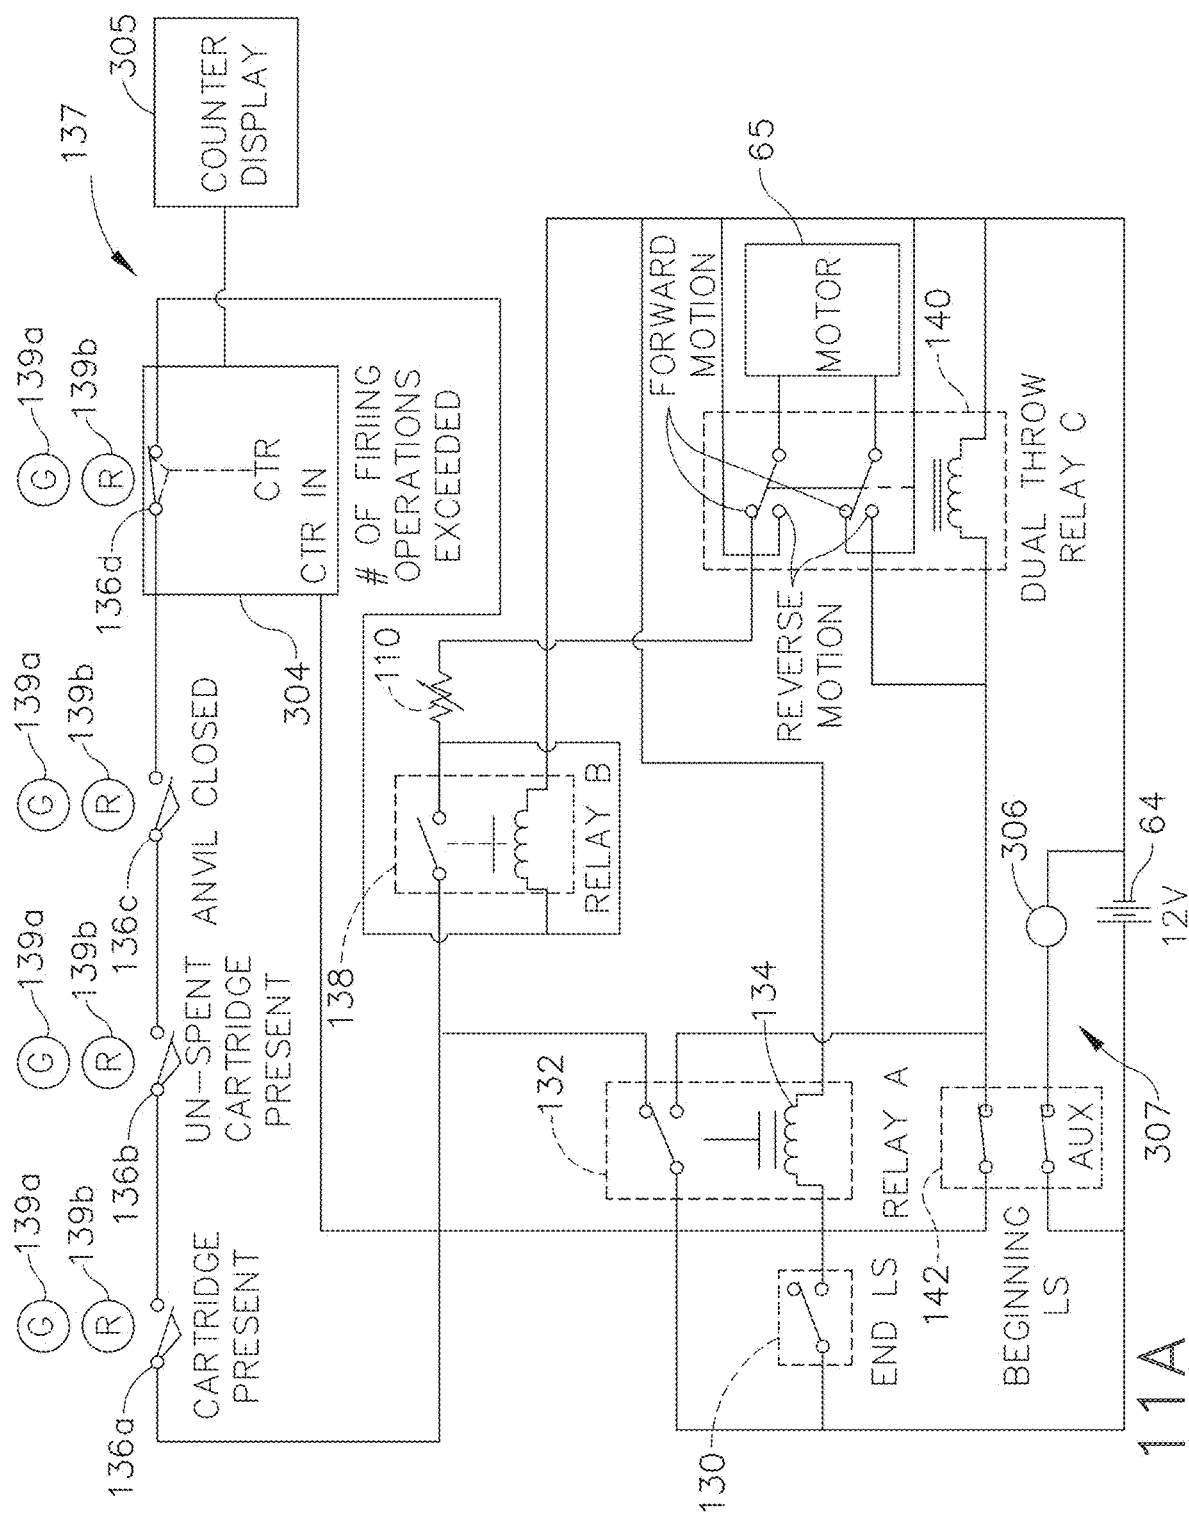 305
COUNTER
DISPLAY
137
G
139a
R
139b
136d
CTR
CTR IN
# OF FIRIING
OPERATIONS
EXCEEDED
304
G
139a
R
139b
136c
ANVIL CLOSED
G
139a
R
139b
136b
UN-SPENT
CARTRIDGE
PRESENT
G
139a
R
139b
136a
CARTRIDGE
PRESENT
110
138
RELAY B
65
FORWARD
MOTION
MOTOR
140
REVERSE
MOTION
DUAL THROW
RELAY C
132
134
RELAY A
130
END LS
142
BEGINNING
LS
AUX
306
64
12V
307
11A